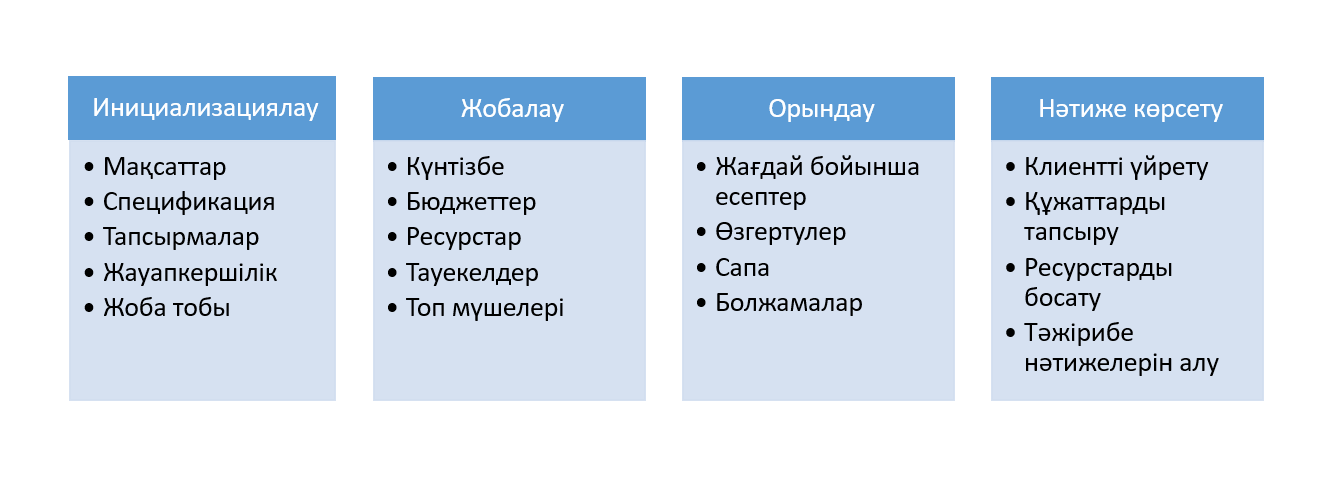 Инициализациялау
• Мақсаттар
• Спецификация
• Тапсырмалар
• Жауапкершілік
• Жоба тобы
Жобалау
• Күнтізбе
• Бюджеттер
• Ресурстар
• Тауекелдер
• Топ мүшелері
Орындау
• Жағдай бойынша
есептер
• Өзгертулер
• Сапа
• Болжамалар
Нәтиже көрсету
• Клиентті үйрету
• Құжаттарды
тапсыру
• Ресурстарды
босату
• Тәжірибе
нәтижелерін алу